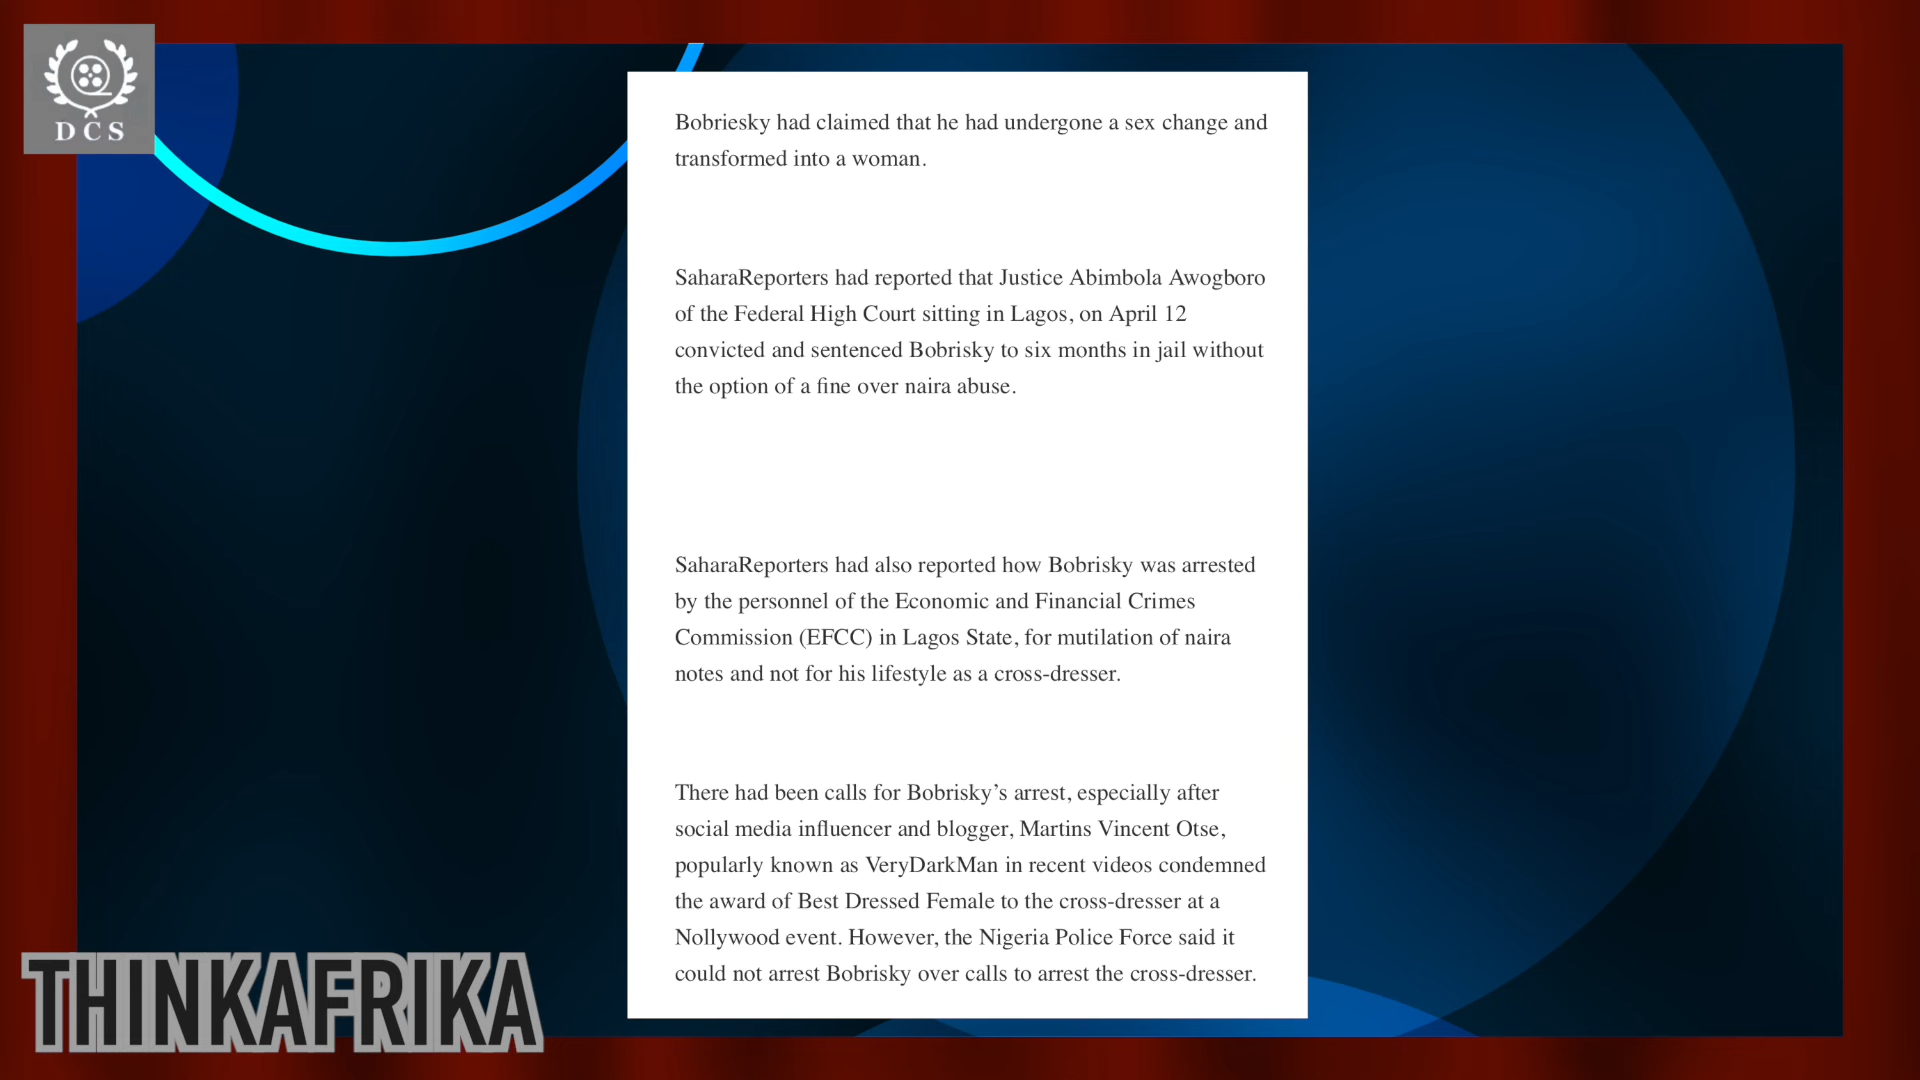 DCS
Bobriesky had claimed that he had undergone a sex change and
transformed into a woman.
SaharaReporters had reported that Justice Abimbola Awogboro
of the Federal High Court sitting in Lagos, on April 12
convicted and sentenced Bobrisky to six months in jail without
the option of a fine over naira abuse.
SaharaReporters had also reported how Bobrisky was arrested
by the personnel of the Economic and Financial Crimes
Commission (EFCC) in Lagos State, for mutilation of naira
notes and not for his lifestyle as a cross-dresser.
There had been calls for Bobrisky’s arrest, especially after
social media influencer and blogger, Martins Vincent Otse,
popularly known as VeryDarkMan in recent videos condemned
the award of Best Dressed Female to the cross-dresser at a
Nollywood event. However, the Nigeria Police Force said it
could not arrest Bobrisky over calls to arrest the cross-dresser.
THINKAFRIKA